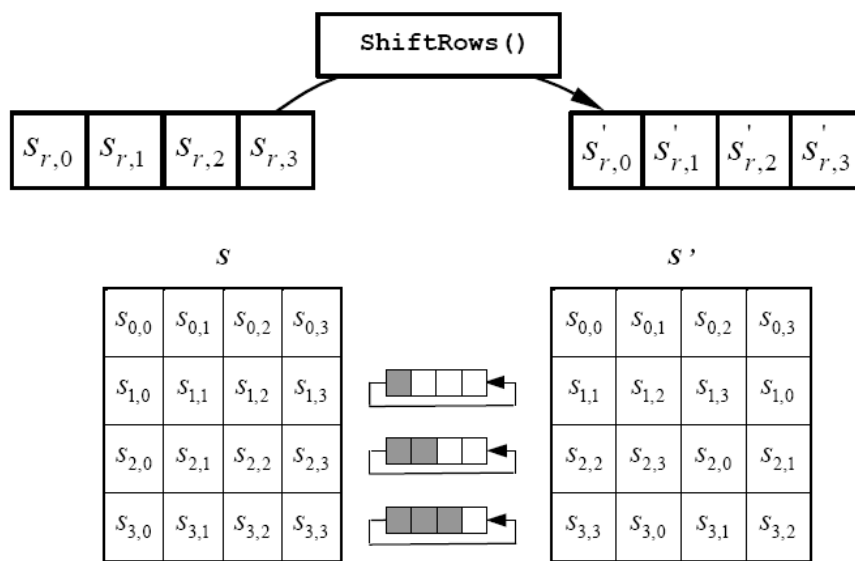 ShiftRows()
S_{r,0} S_{r,1} S_{r,2} S_{r,3} S'_{r,0} S'_{r,1} S'_{r,2} S'_{r,3}
S S'
S_{0,0} S_{0,1} S_{0,2} S_{0,3} S_{0,0} S_{0,1} S_{0,2} S_{0,3}
S_{1,0} S_{1,1} S_{1,2} S_{1,3} S_{1,1} S_{1,2} S_{1,3} S_{1,0}
S_{2,0} S_{2,1} S_{2,2} S_{2,3} S_{2,2} S_{2,3} S_{2,0} S_{2,1}
S_{3,0} S_{3,1} S_{3,2} S_{3,3} S_{3,3} S_{3,0} S_{3,1} S_{3,2}